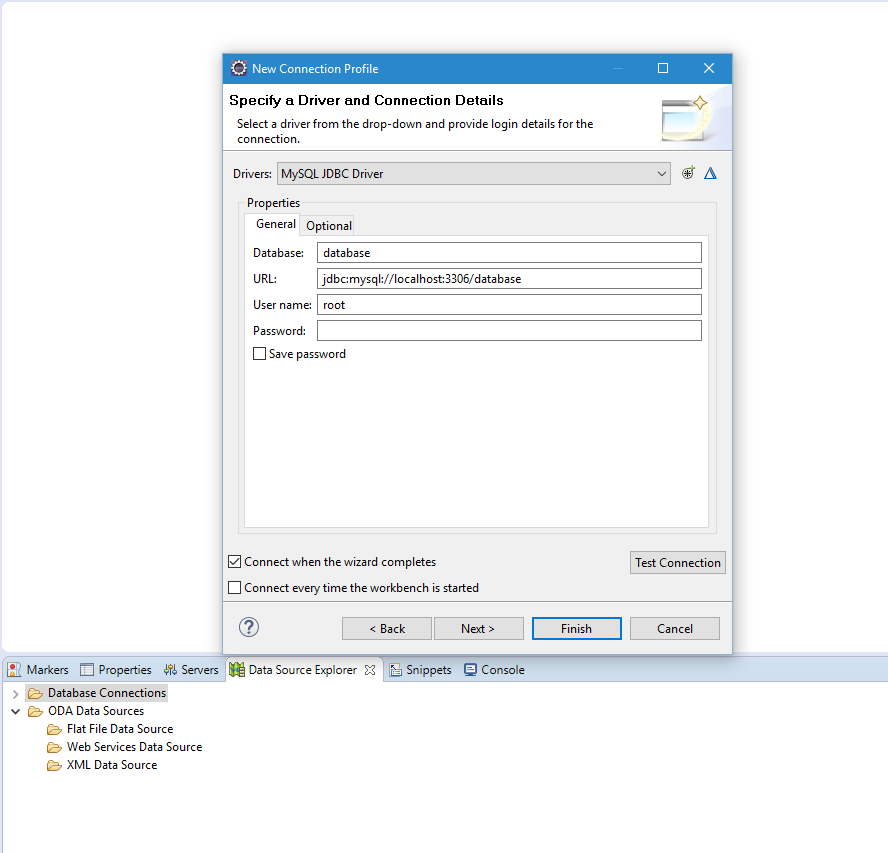 New Connection Profile
Specify a Driver and Connection Details
Select a driver from the drop-down and provide login details for the
connection.
Drivers: MySQL JDBC Driver
Properties
General Optional
Database: database
URL: jdbc:mysql://localhost:3306/database
User name: root
Password:
Save password
Connect when the wizard completes Test Connection
Connect every time the workbench is started
? < Back Next > Finish Cancel
Markers Properties Servers Data Source Explorer Snippets Console
Database Connections
ODA Data Sources
Flat File Data Source
Web Services Data Source
XML Data Source